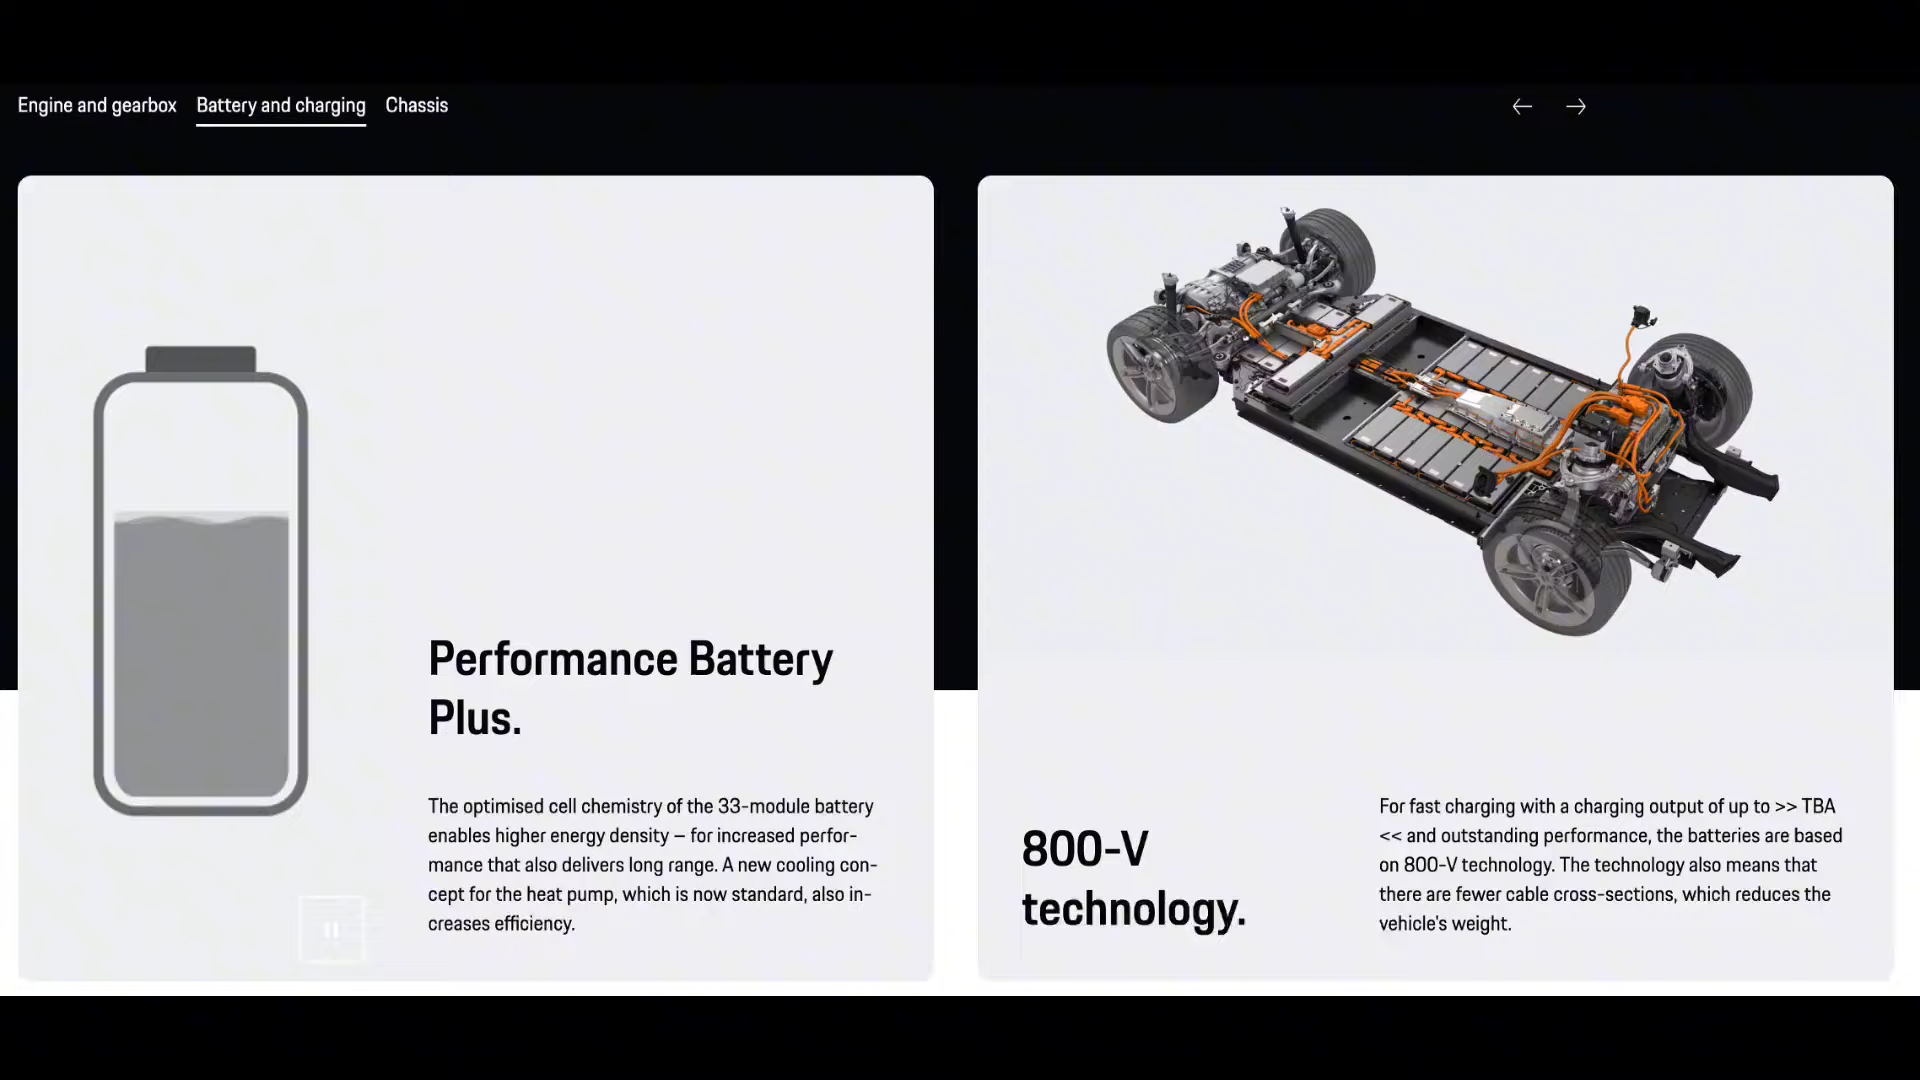 Engine and gearbox
Battery and charging
Chassis
Performance Battery
Plus.
The optimised cell chemistry of the 33-module battery
enables higher energy density – for increased perfor-
mance that also delivers long range. A new cooling con-
cept for the heat pump, which is now standard, also in-
creases efficiency.
800-V
technology.
For fast charging with a charging output of up to >> TBA
<< and outstanding performance, the batteries are based
on 800-V technology. The technology also means that
there are fewer cable cross-sections, which reduces the
vehicle's weight.